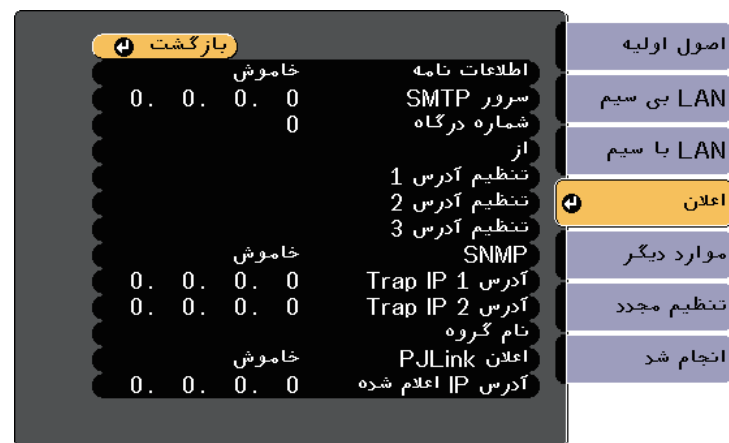 اصول اولیه
LAN بی سیم
LAN با سیم
اعلان
موارد دیگر
تنظیم مجدد
انجام شد
بازگشت
اطلاعات نامه خاموش
سرور SMTP 0. 0. 0. 0
شماره درگاه 0
از
تنظیم آدرس 1
تنظیم آدرس 2
تنظیم آدرس 3
SNMP خاموش
آدرس Trap IP 1 0. 0. 0. 0
آدرس Trap IP 2 0. 0. 0. 0
نام گروه
اعلان PJLink خاموش
آدرس IP اعلام شده 0. 0. 0. 0